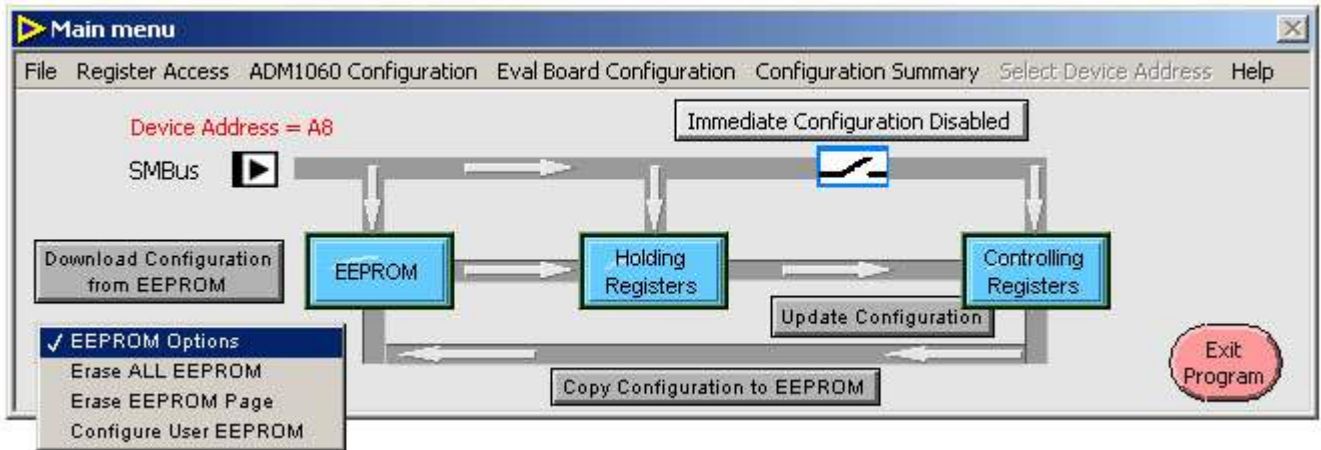 Main menu
File Register Access ADM1060 Configuration Eval Board Configuration Configuration Summary Select Device Address Help
Device Address = A8
Immediate Configuration Disabled
SMBus
Download Configuration
from EEPROM
EEPROM
Holding
Registers
Controlling
Registers
Update Configuration
✓ EEPROM Options
Erase ALL EEPROM
Erase EEPROM Page
Configure User EEPROM
Copy Configuration to EEPROM
Exit
Program